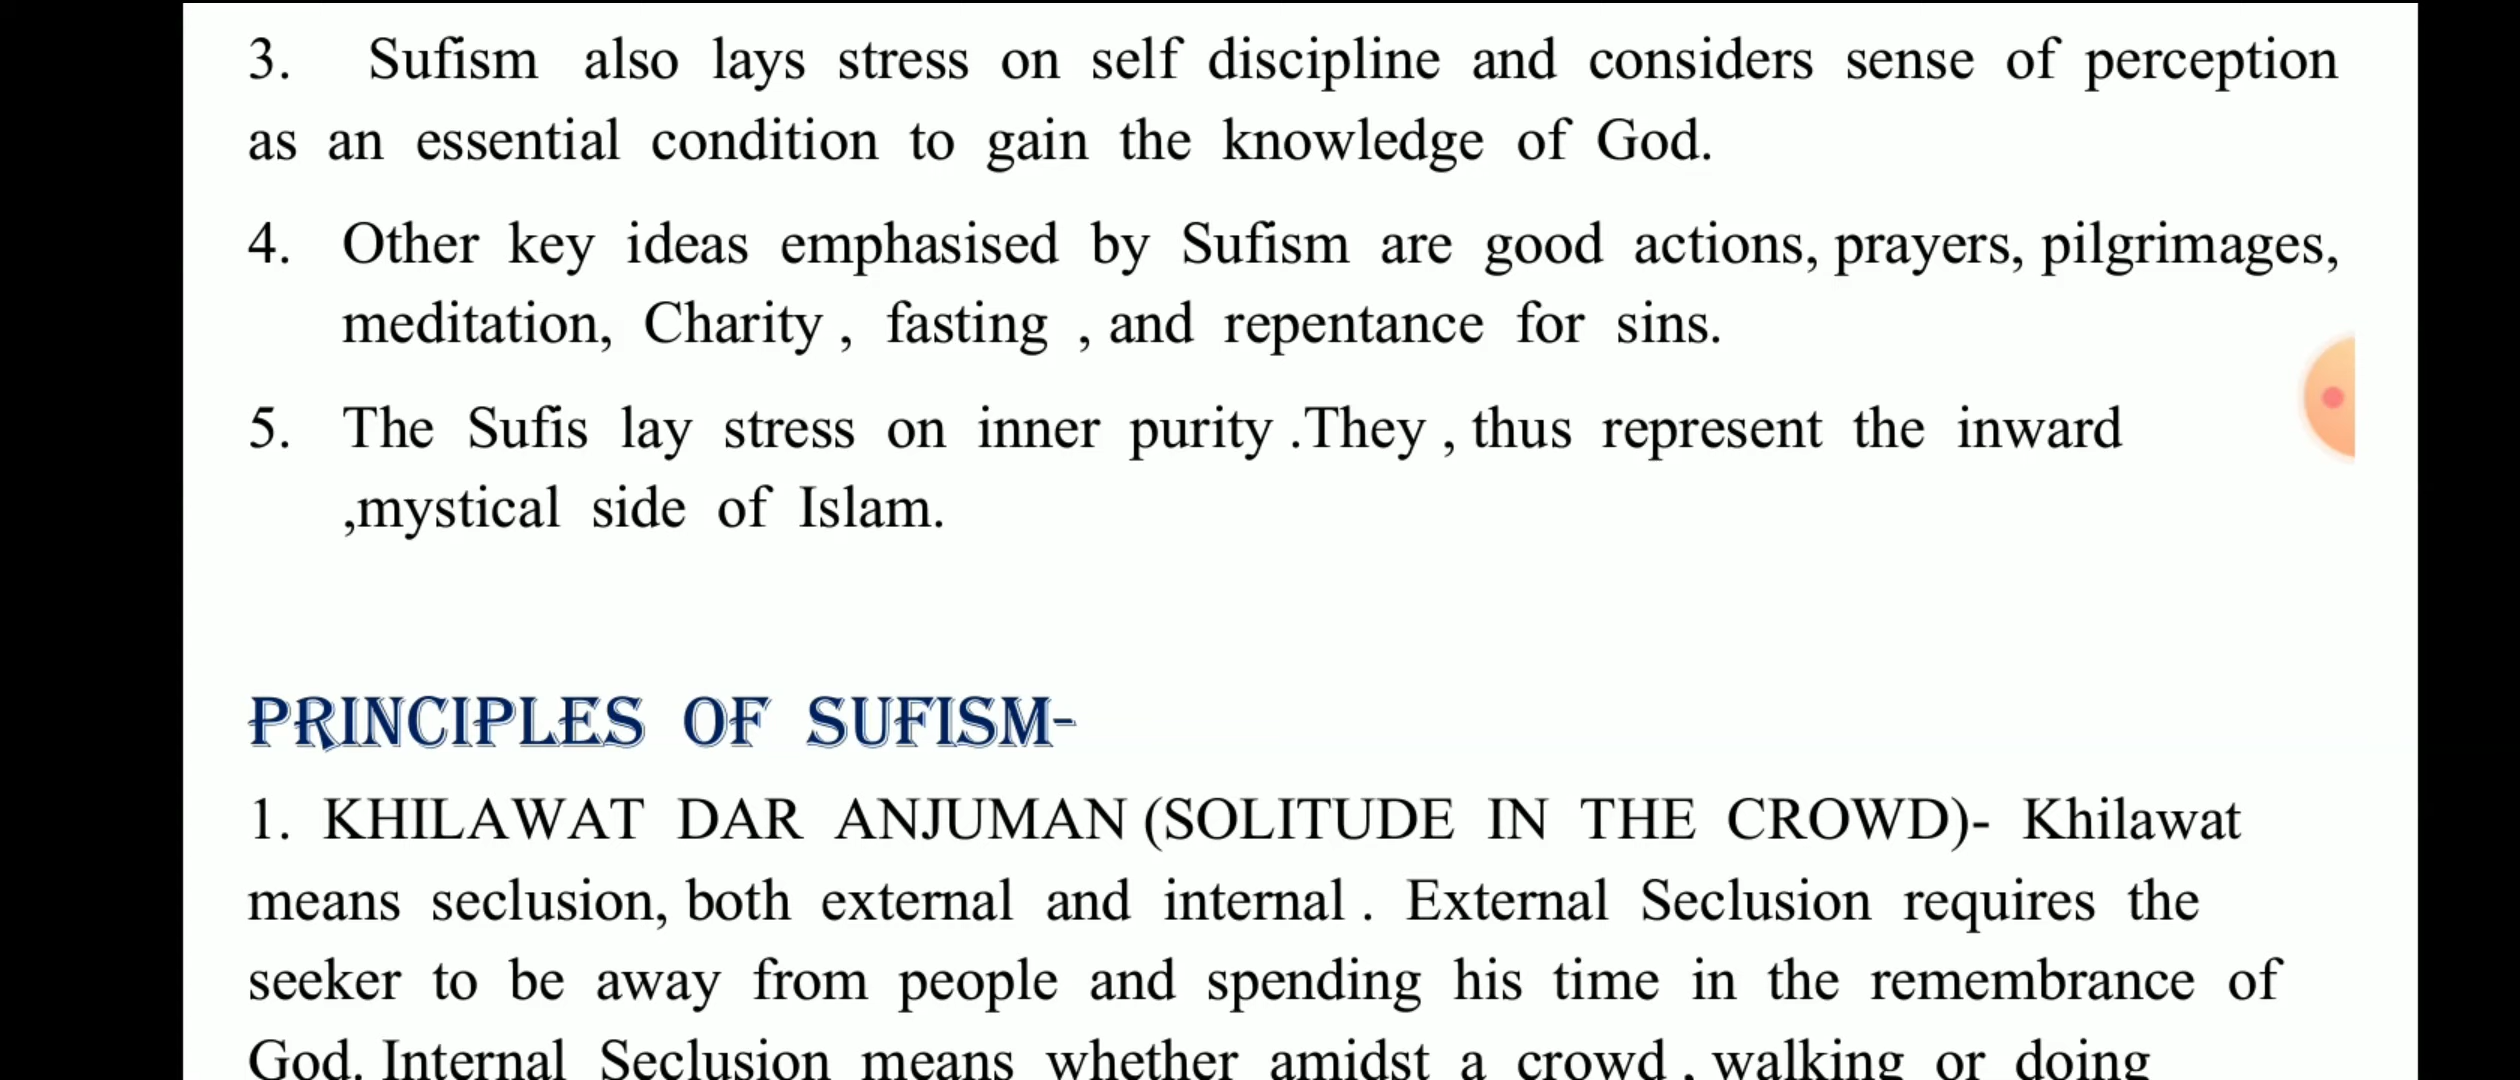 3. Sufism also lays stress on self discipline and considers sense of perception
as an essential condition to gain the knowledge of God.
4. Other key ideas emphasised by Sufism are good actions, prayers, pilgrimages,
meditation, Charity , fasting , and repentance for sins.
5. The Sufis lay stress on inner purity .They , thus represent the inward
,mystical side of Islam.
PRINCIPLES OF SUFISM-
1. KHILAWAT DAR ANJUMAN (SOLITUDE IN THE CROWD)- Khilawat
means seclusion, both external and internal . External Seclusion requires the
seeker to be away from people and spending his time in the remembrance of
God. Internal Seclusion means whether amidst a crowd , walking or doing